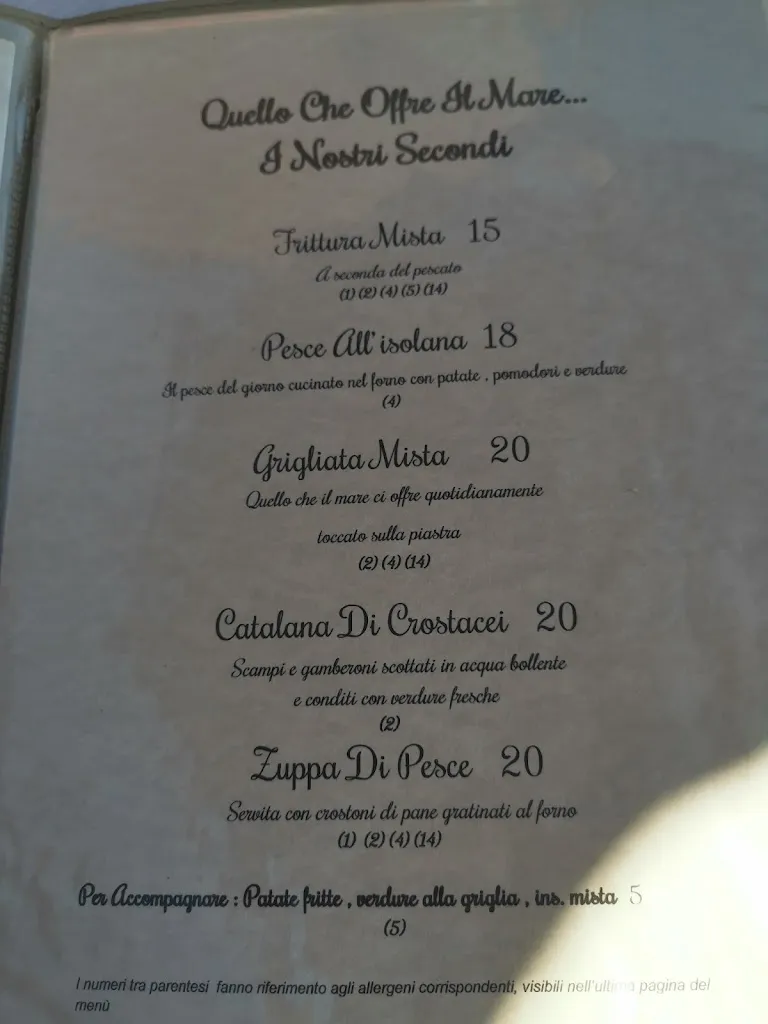 Quello Che Offre Il Mare...
I Nostri Secondi
Frittura Mista 15
A seconda del pescato
(1) (2) (4) (5) (14)
Pesce All'isolana 18
Il pesce del giorno cucinato nel forno con patate , pomodori e verdure
(4)
Grigliata Mista 20
Quello che il mare ci offre quotidianamente
toccato sulla piastra
(2) (4) (14)
Catalana Di Crostacei 20
Scampi e gamberoni scottati in acqua bollente
e conditi con verdure fresche
(2)
Zuppa Di Pesce 20
Servita con crostoni di pane gratinati al forno
(1) (2) (4) (14)
Per Accompagnare : Patate fritte , verdure alla griglia , ins. mista 5
(5)
I numeri tra parentesi fanno riferimento agli allergeni corrispondenti, visibili nell'ultima pagina del
menù